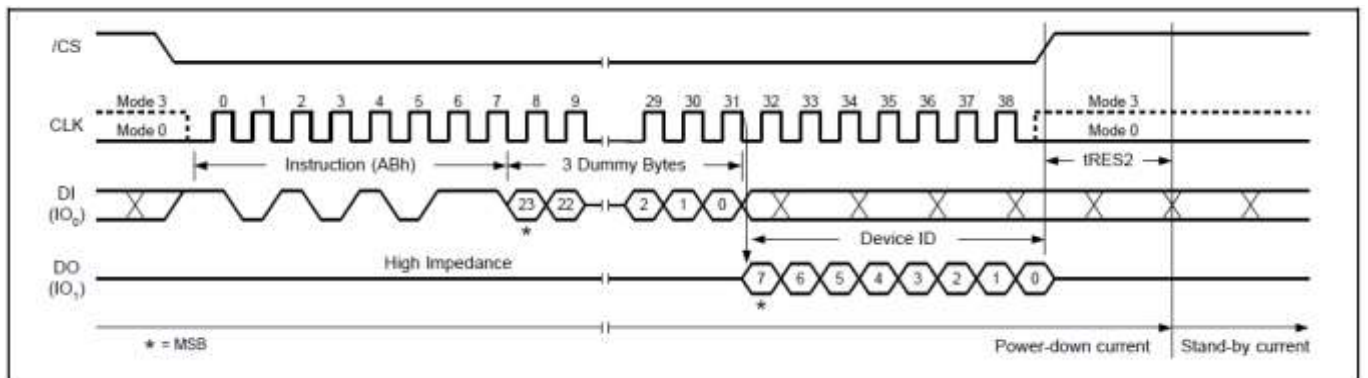 /CS
Mode 3 0 1 2 3 4 5 6 7 8 9 29 30 31 32 33 34 35 36 37 38 Mode 3
CLK Mode 0 Mode 0
Instruction (ABh) 3 Dummy Bytes tRES2
DI
(IO0) 23 22 2 1 0
*
Device ID
DO High Impedance
(IO1) 7 6 5 4 3 2 1 0
*
* = MSB Power-down current Stand-by current